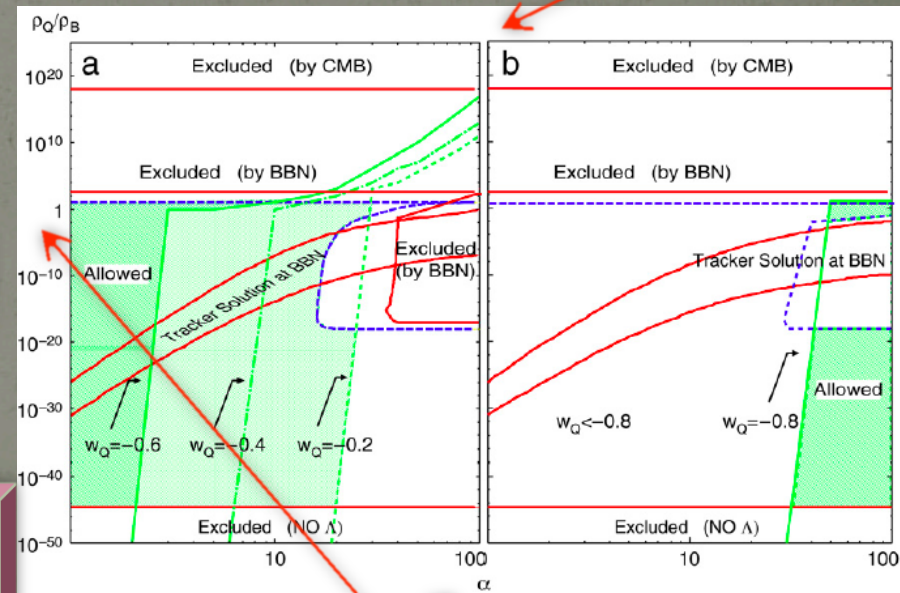 ρQ/ρB
a
Excluded (by CMB)
Excluded (by BBN)
Allowed
Tracker Solution at BBN
Excluded (by BBN)
wQ=−0.6
wQ=−0.4
wQ=−0.2
Excluded (NO Λ)
10^20
10^10
1
10^−10
10^−20
10^−30
10^−40
10^−50
10
100
b
Excluded (by CMB)
Excluded (by BBN)
Tracker Solution at BBN
Allowed
wQ<−0.8
wQ=−0.8
Excluded (NO Λ)
10
100
α